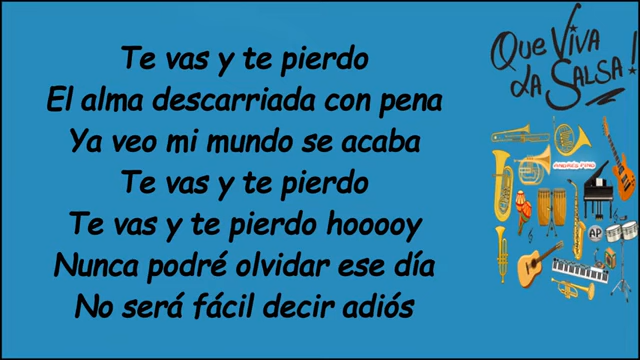 Te vas y te pierdo
El alma descarriada con pena
Ya veo mi mundo se acaba
Te vas y te pierdo
Te vas y te pierdo hooooy
Nunca podré olvidar ese día
No será fácil decir adiós
Que Viva
La Salsa!
AP